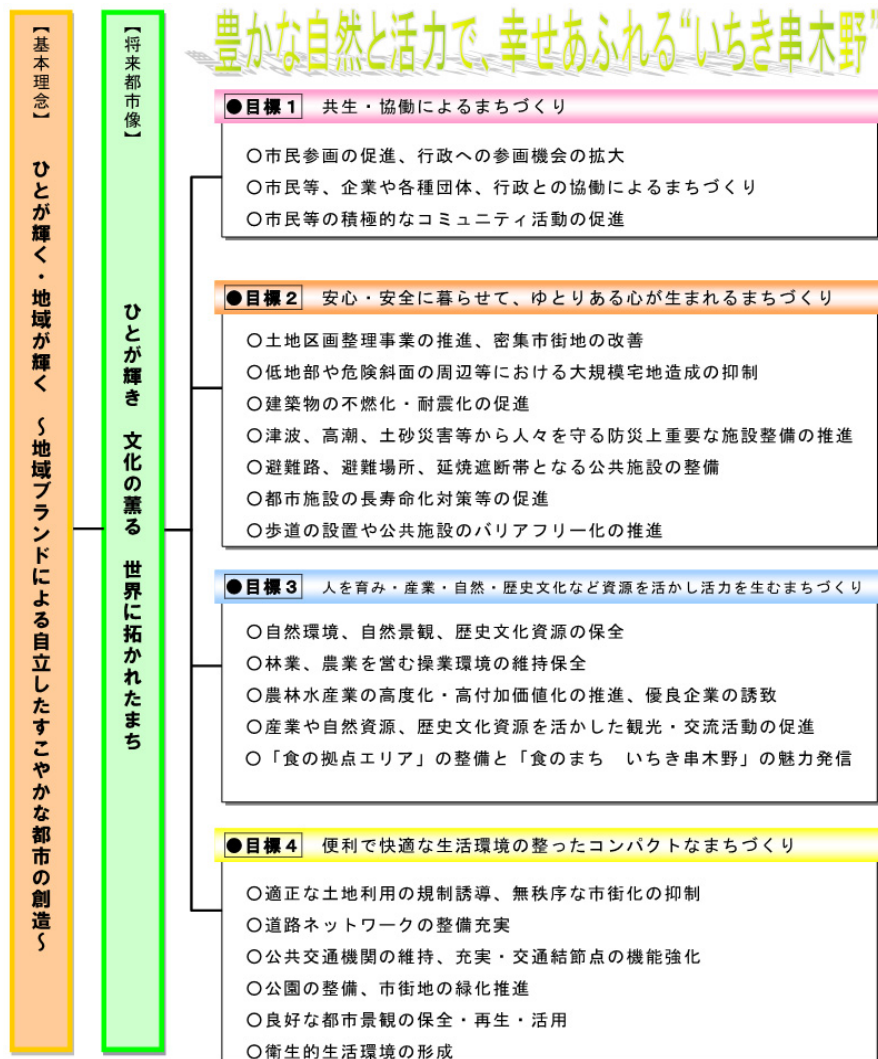 豊かな自然と活力で、幸せあふれる“いちき串木野”
【基本理念】　ひとが輝く・地域が輝く　～地域ブランドによる自立したすこやかな都市の創造～
【将来都市像】　ひとが輝き　文化の薫る　世界に拓かれたまち
●目標１　共生・協働によるまちづくり
○市民参画の促進、行政への参画機会の拡大
○市民等、企業や各種団体、行政との協働によるまちづくり
○市民等の積極的なコミュニティ活動の促進
●目標２　安心・安全に暮らせて、ゆとりある心が生まれるまちづくり
○土地区画整理事業の推進、密集市街地の改善
○低地部や危険斜面の周辺等における大規模宅地造成の抑制
○建築物の不燃化・耐震化の促進
○津波、高潮、土砂災害等から人々を守る防災上重要な施設整備の推進
○避難路、避難場所、延焼遮断帯となる公共施設の整備
○都市施設の長寿命化対策等の促進
○歩道の設置や公共施設のバリアフリー化の推進
●目標３　人を育み・産業・自然・歴史文化など資源を活かし活力を生むまちづくり
○自然環境、自然景観、歴史文化資源の保全
○林業、農業を営む操業環境の維持保全
○農林水産業の高度化・高付加価値化の推進、優良企業の誘致
○産業や自然資源、歴史文化資源を活かした観光・交流活動の促進
○「食の拠点エリア」の整備と「食のまち　いちき串木野」の魅力発信
●目標４　便利で快適な生活環境の整ったコンパクトなまちづくり
○適正な土地利用の規制誘導、無秩序な市街化の抑制
○道路ネットワークの整備充実
○公共交通機関の維持、充実・交通結節点の機能強化
○公園の整備、市街地の緑化推進
○良好な都市景観の保全・再生・活用
○衛生的生活環境の形成